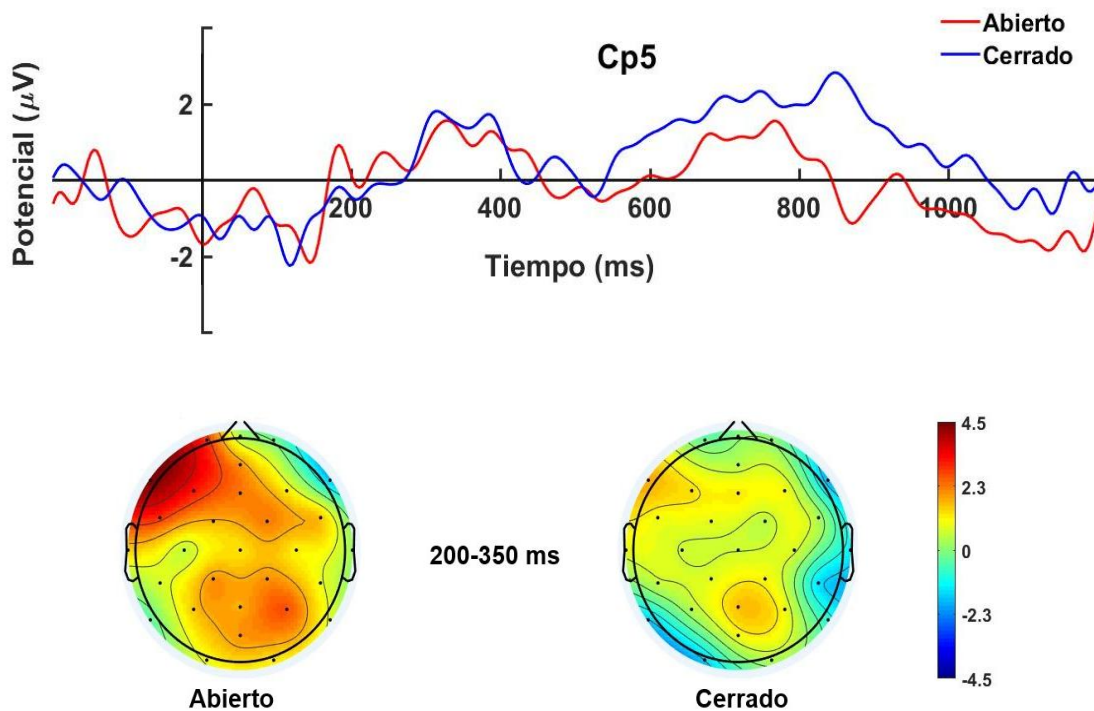 Abierto
Cerrado
Cp5
Potencial (μV)
2
-2
200
400
600
800
1000
Tiempo (ms)
200-350 ms
4.5
2.3
0
-2.3
-4.5
Abierto
Cerrado